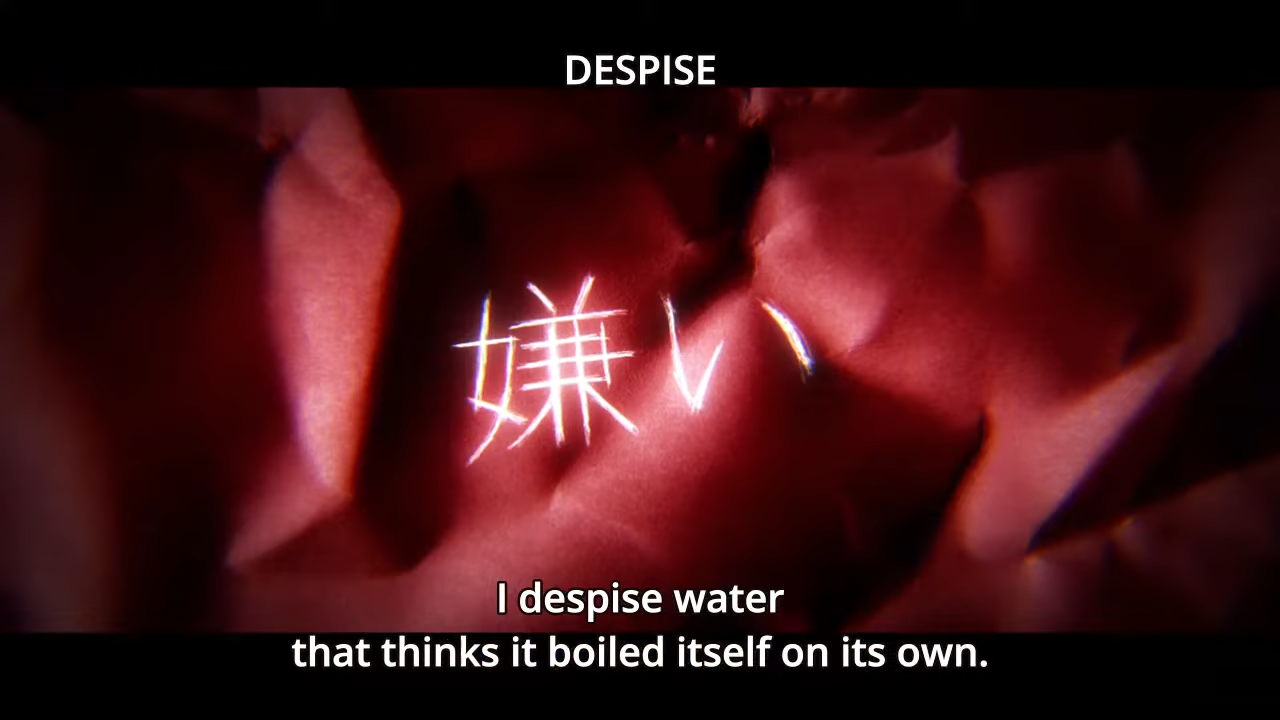 DESPISE
嫌い
I despise water
that thinks it boiled itself on its own.